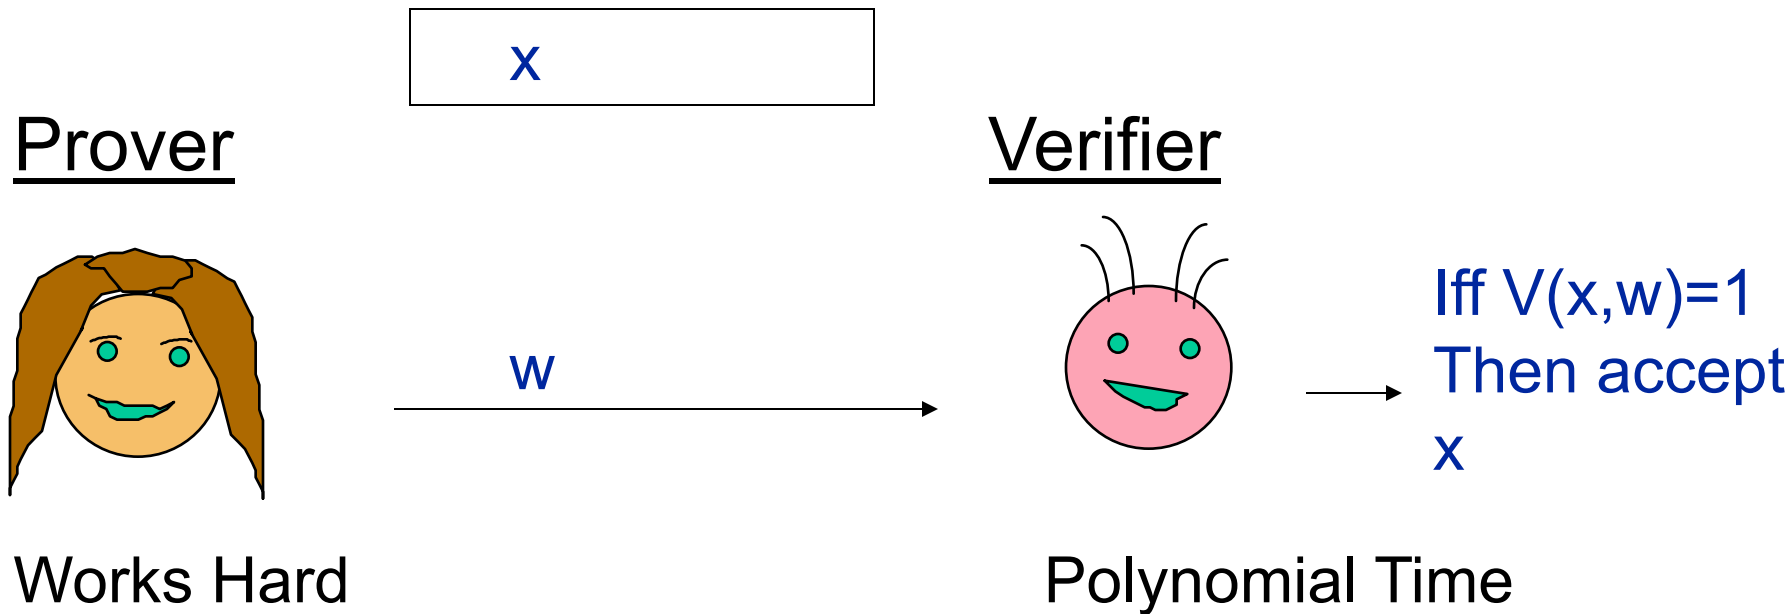 x
Prover
Verifier
w
Iff V(x,w)=1
Then accept
x
Works Hard
Polynomial Time